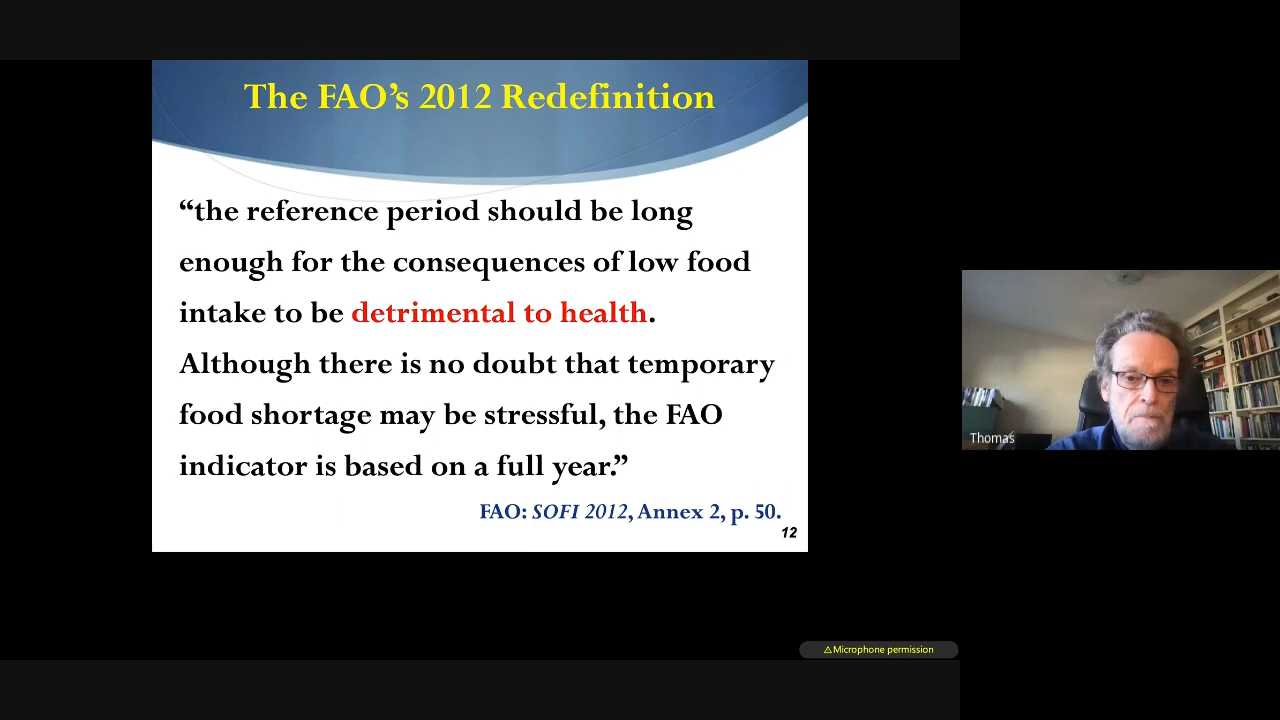 The FAO’s 2012 Redefinition
“the reference period should be long
enough for the consequences of low food
intake to be detrimental to health.
Although there is no doubt that temporary
food shortage may be stressful, the FAO
indicator is based on a full year.”
FAO: SOFI 2012, Annex 2, p. 50.
12
Thomas
⚠Microphone permission